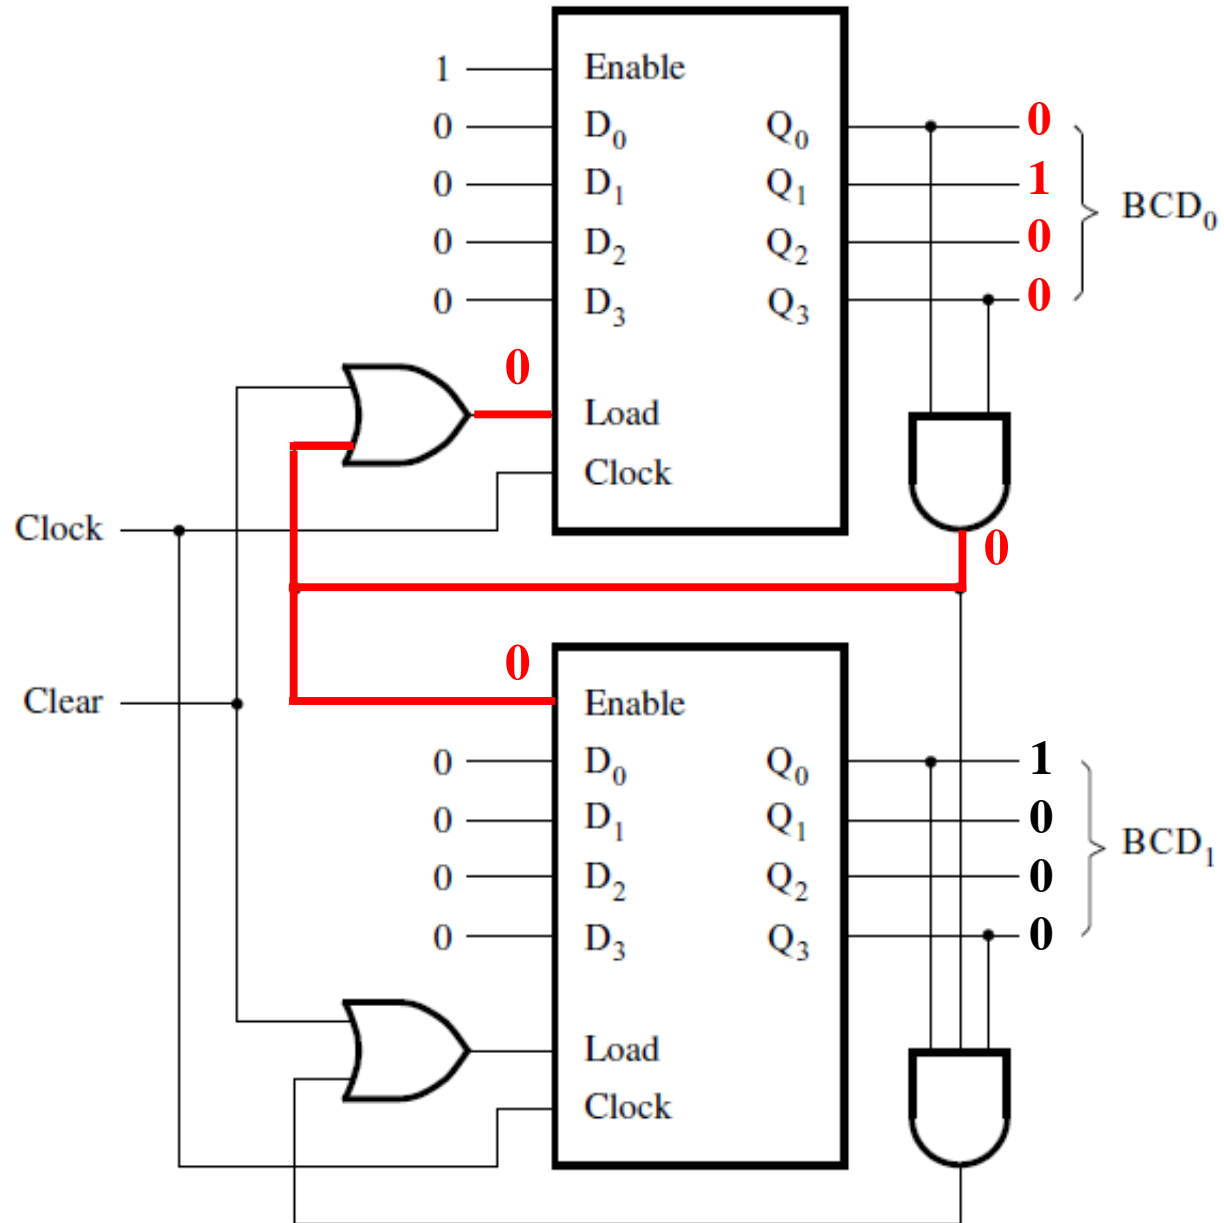 1 Enable
0 D0 Q0 0
0 D1 Q1 1
BCD0
0 D2 Q2 0
0 D3 Q3 0
0
Load
Clock
Clock
0
0
Clear
Enable
0 D0 Q0 1
0 D1 Q1 0
BCD1
0 D2 Q2 0
0 D3 Q3 0
Load
Clock